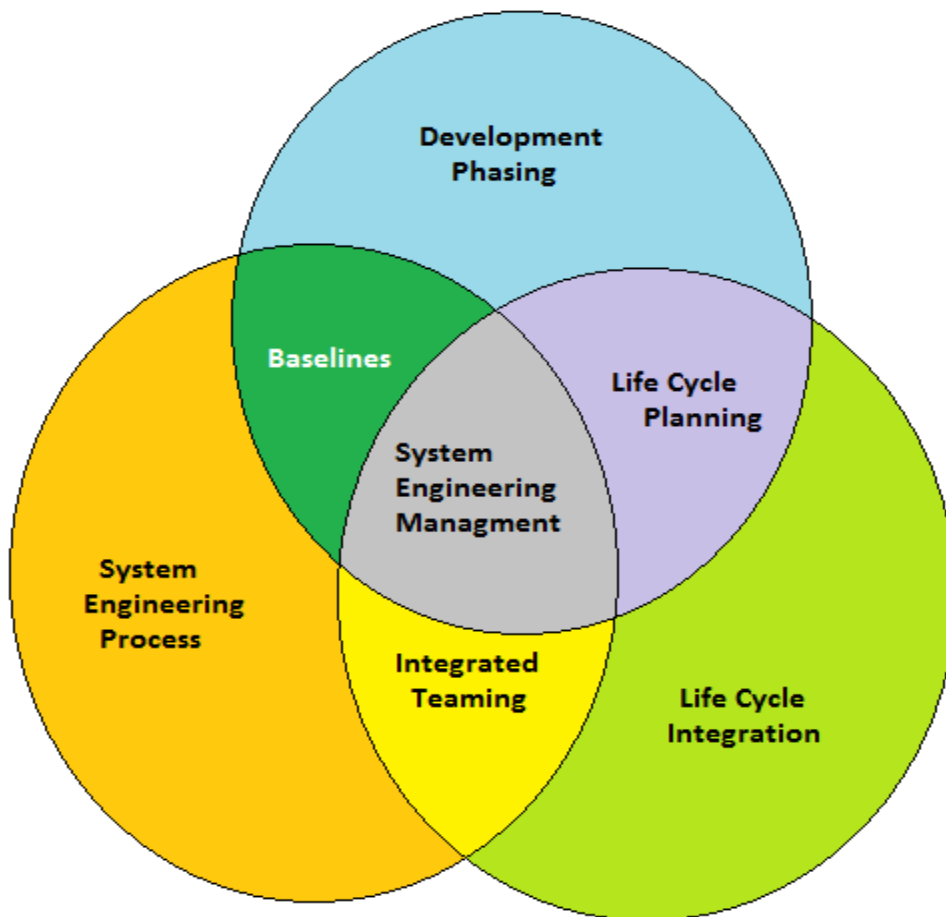 Development
Phasing
Baselines
Life Cycle
Planning
System
Engineering
Managment
System
Engineering
Process
Integrated
Teaming
Life Cycle
Integration